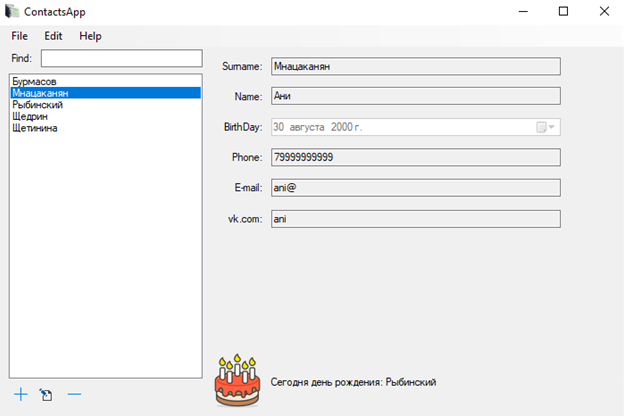 ContactsApp
File Edit Help
Find:
Бурмасов
Мнацаканян
Рыбинский
Щедрин
Щетинина
Surname: Мнацаканян
Name: Ани
BirthDay: 30 августа 2000 г.
Phone: 79999999999
E-mail: ani@
vk.com: ani
Сегодня день рождения: Рыбинский